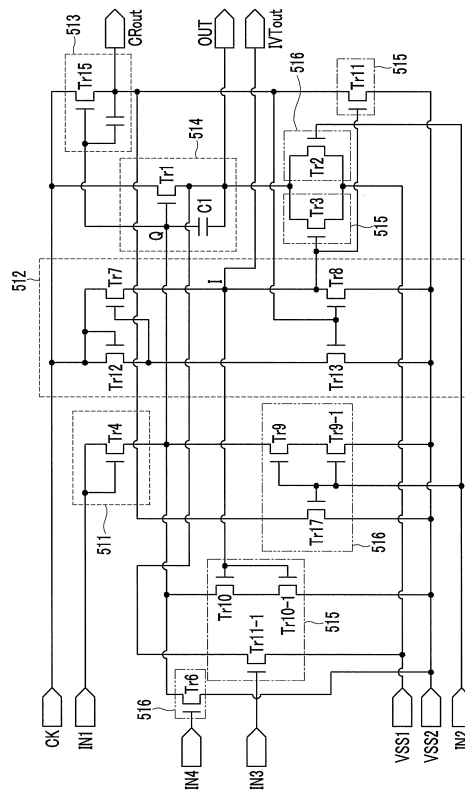 513
CRout
OUT
IVTout
Tr15
514
516
515
Tr11
Tr1
Q
C1
Tr2
Tr3
515
512
I
Tr7
Tr8
Tr12
Tr13
Tr4
511
Tr9
Tr9-1
Tr17
516
Tr10
Tr10-1
Tr11-1
515
Tr6
516
CK
IN1
IN4
IN3
VSS1
VSS2
IN2